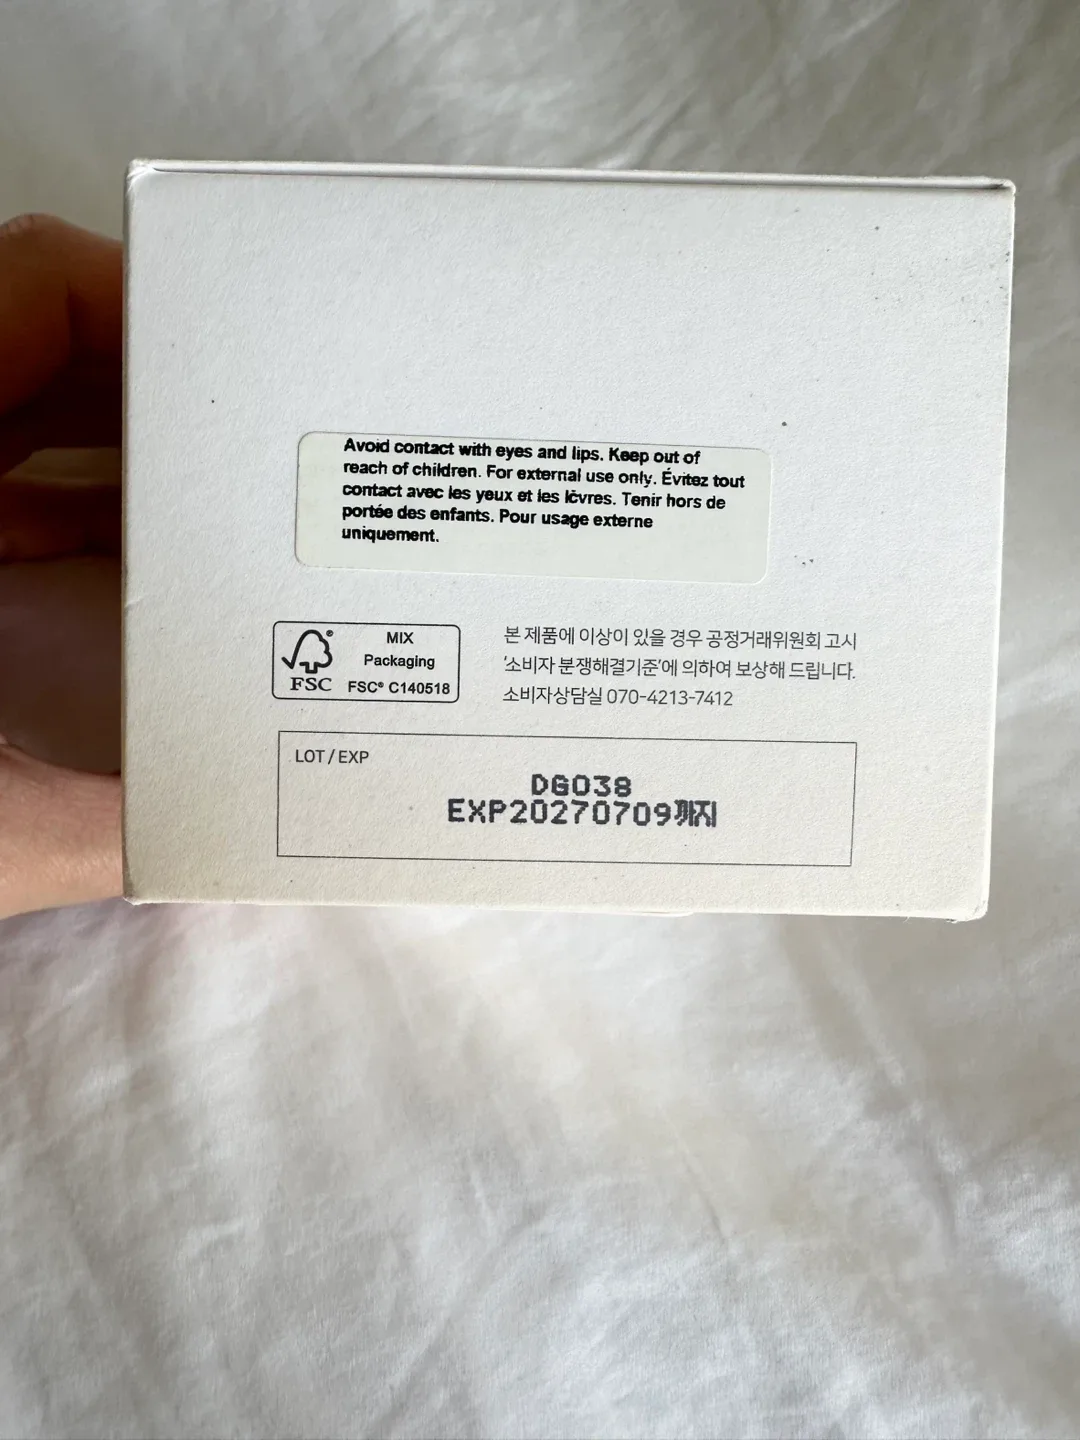 Avoid contact with eyes and lips. Keep out of
reach of children. For external use only. Évitez tout
contact avec les yeux et les lèvres. Tenir hors de
portée des enfants. Pour usage externe
uniquement.
FSC®
MIX
Packaging
FSC® C140518
본 제품에 이상이 있을 경우 공정거래위원회 고시
'소비자 분쟁해결기준'에 의하여 보상해 드립니다.
소비자상담실 070-4213-7412
LOT / EXP
DG038
EXP20270709까지